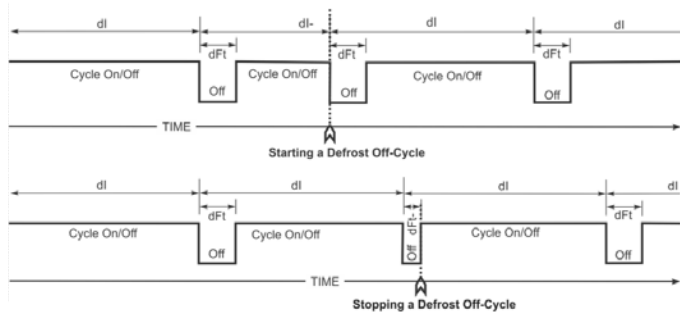 dI dI- dI dI
dFt dFt dFt
Cycle On/Off Cycle On/Off Cycle On/Off
Off Off Off
TIME
Starting a Defrost Off-Cycle
dI dI dI dI
dFt dFt- dFt
Cycle On/Off Cycle On/Off Cycle On/Off
Off Off Off
TIME
Stopping a Defrost Off-Cycle